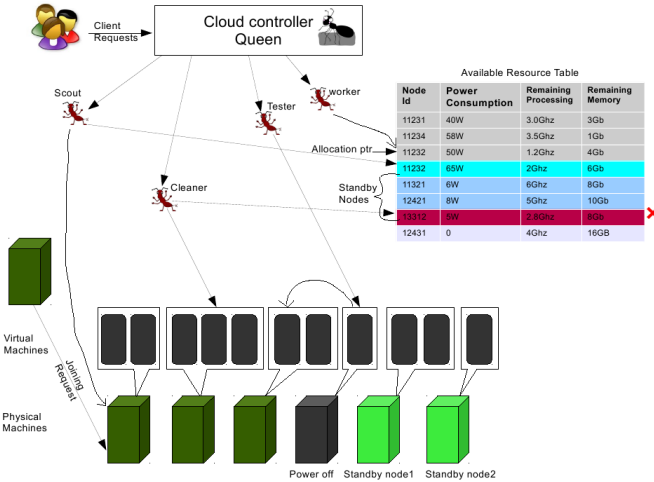 Client
Requests
Cloud controller
Queen
Available Resource Table
Scout
Tester
worker
Cleaner
Allocation ptr
Standby
Nodes
Node Id Power Consumption Remaining Processing Remaining Memory
11231 40W 3.0Ghz 3Gb
11234 58W 3.5Ghz 1Gb
11232 50W 1.2Ghz 4Gb
11232 65W 2Ghz 6Gb
11321 6W 6Ghz 8Gb
12421 8W 5Ghz 10Gb
13312 5W 2.8Ghz 8Gb
12431 0 4Ghz 16GB
Virtual
Machines
Joining
Request
Physical
Machines
Power off Standby node1 Standby node2